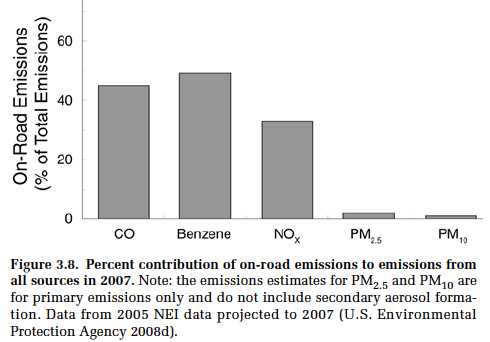 On-Road Emissions
(% of Total Emissions)
60
40
20
0
CO Benzene NOX PM2.5 PM10
Figure 3.8. Percent contribution of on-road emissions to emissions from
all sources in 2007. Note: the emissions estimates for PM2.5 and PM10 are
for primary emissions only and do not include secondary aerosol forma-
tion. Data from 2005 NEI data projected to 2007 (U.S. Environmental
Protection Agency 2008d).